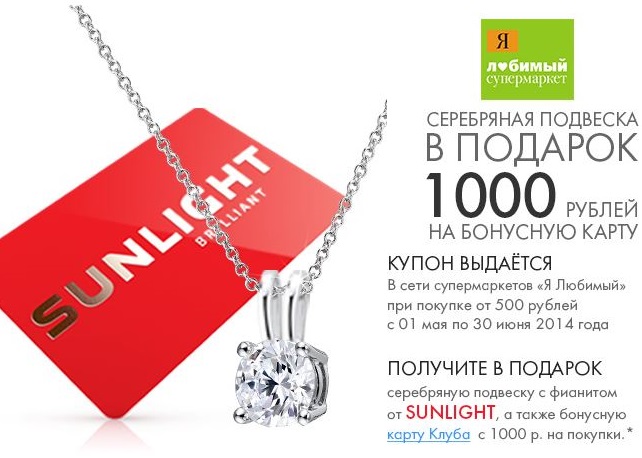 Я
любимый
супермаркет
СЕРЕБРЯНАЯ ПОДВЕСКА
В ПОДАРОК
1000 РУБЛЕЙ
НА БОНУСНУЮ КАРТУ
КУПОН ВЫДАЁТСЯ
В сети супермаркетов «Я Любимый»
при покупке от 500 рублей
с 01 мая по 30 июня 2014 года
ПОЛУЧИТЕ В ПОДАРОК
серебряную подвеску с фианитом
от SUNLIGHT, а также бонусную
карту Клуба с 1000 р. на покупки.*
SUNLIGHT
BRILLIANT